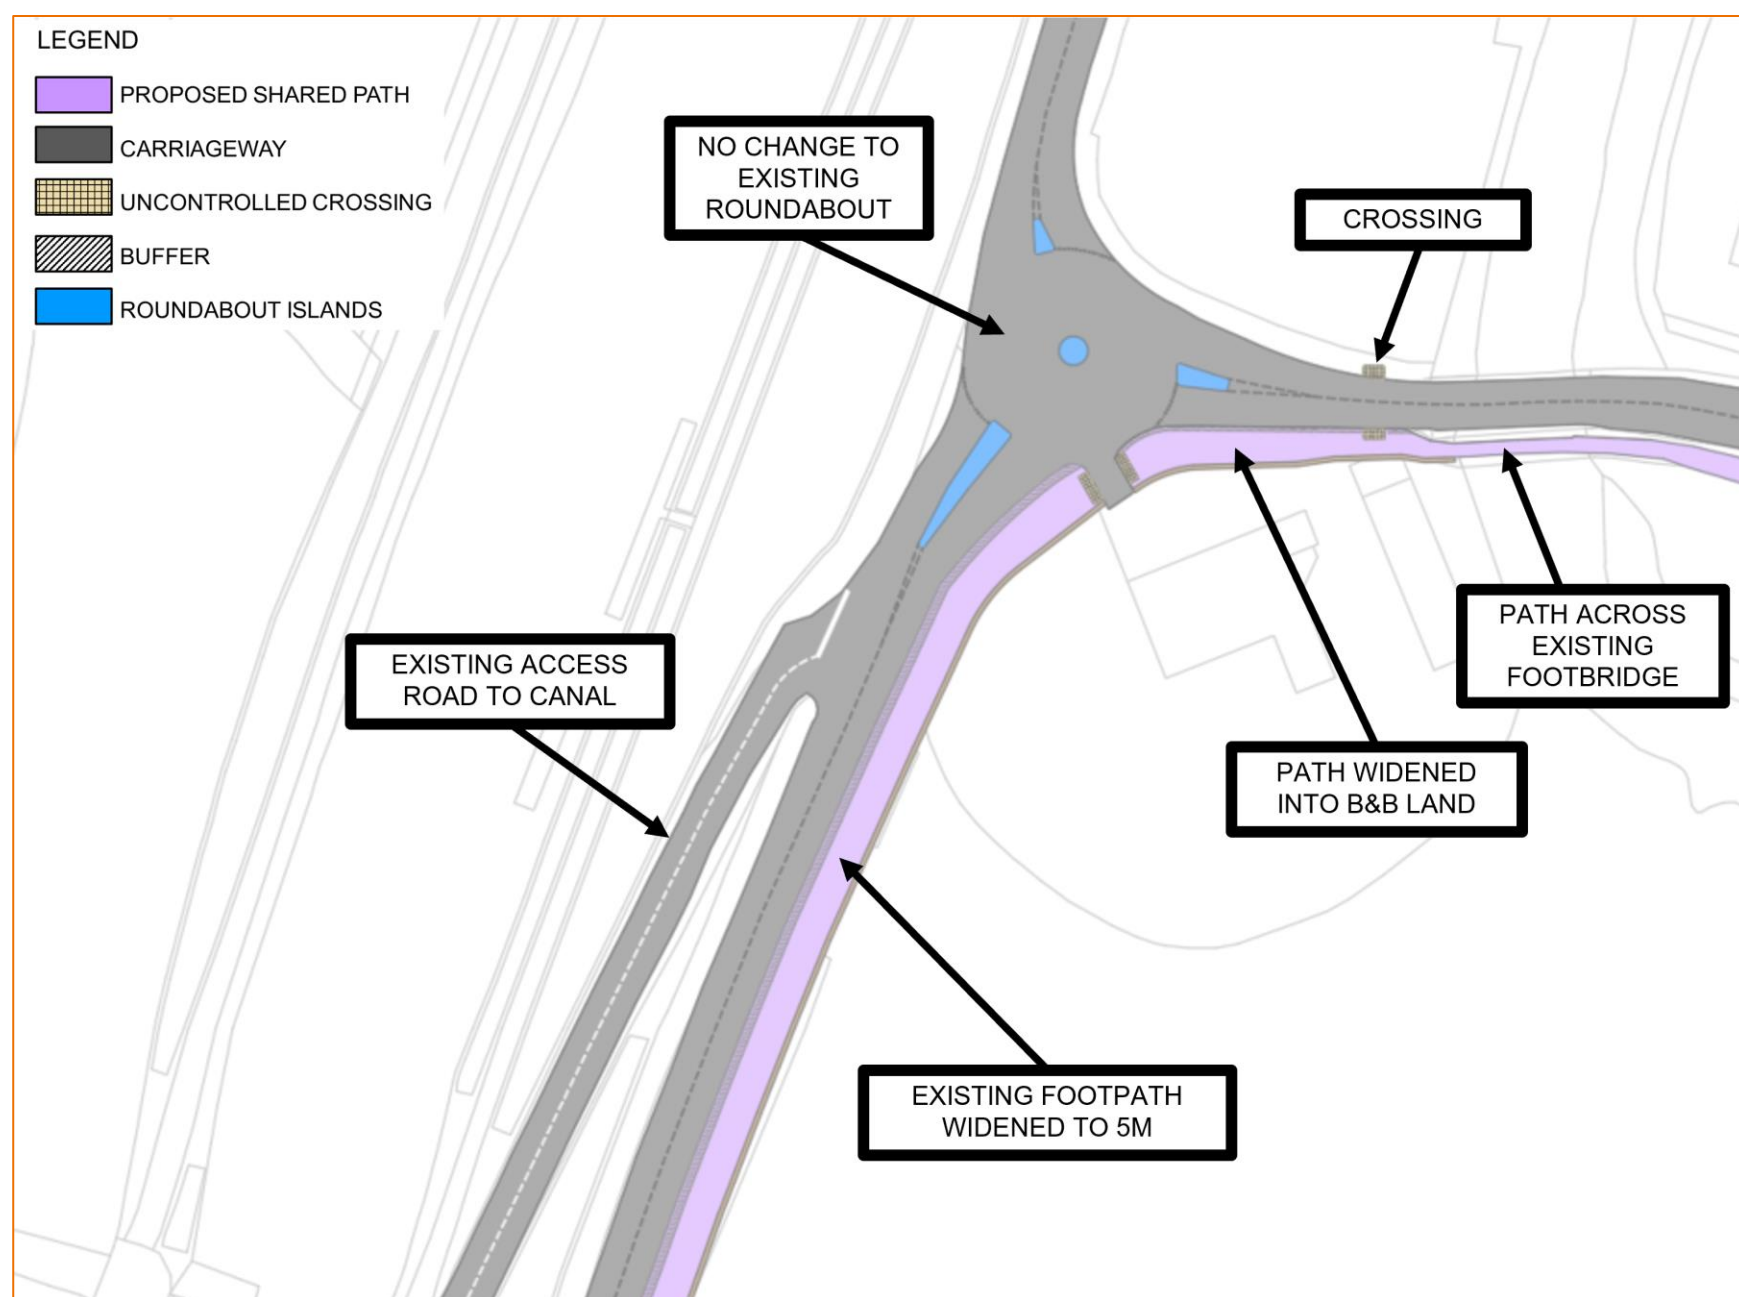 LEGEND
PROPOSED SHARED PATH
CARRIAGEWAY
UNCONTROLLED CROSSING
BUFFER
ROUNDABOUT ISLANDS
NO CHANGE TO
EXISTING
ROUNDABOUT
CROSSING
EXISTING ACCESS
ROAD TO CANAL
PATH ACROSS
EXISTING
FOOTBRIDGE
PATH WIDENED
INTO B&B LAND
EXISTING FOOTPATH
WIDENED TO 5M